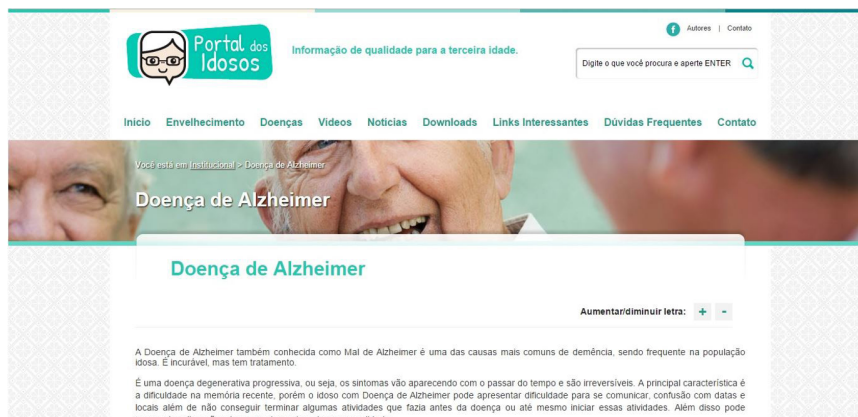 Portal dos
Idosos
Informação de qualidade para a terceira idade.
Autores | Contato
Digite o que você procura e aperte ENTER
Inicio Envelhecimento Doenças Videos Noticias Downloads Links Interessantes Dúvidas Frequentes Contato
Você está em Institucional > Doença de Alzheimer
Doença de Alzheimer
Doença de Alzheimer
Aumentar/diminuir letra: + -
A Doença de Alzheimer também conhecida como Mal de Alzheimer é uma das causas mais comuns de demência, sendo frequente na população
idosa. É incurável, mas tem tratamento.
É uma doença degenerativa progressiva, ou seja, os sintomas vão aparecendo com o passar do tempo e são irreversíveis. A principal característica é
a dificuldade na memória recente, porém o idoso com Doença de Alzheimer pode apresentar dificuldade para se comunicar, confusão com datas e
locais além de não conseguir terminar algumas atividades que fazia antes da doença ou até mesmo iniciar essas atividades. Além disso pode